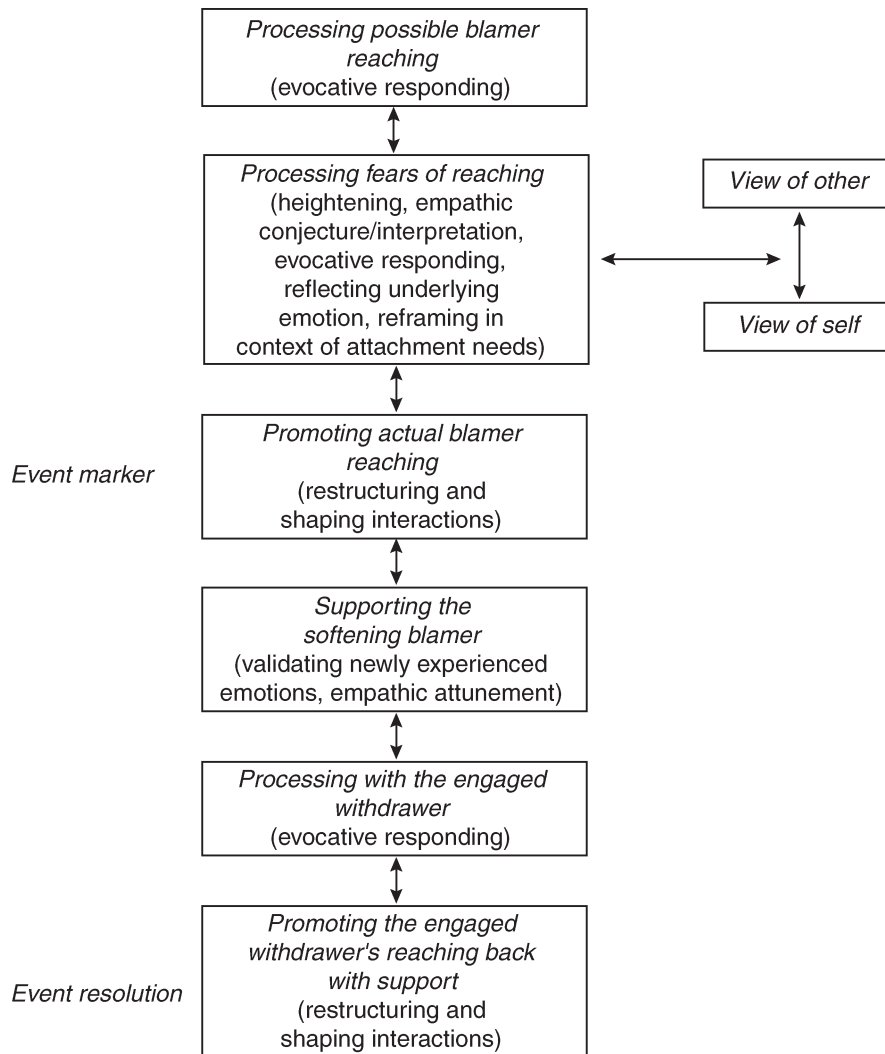 Processing possible blamer
reaching
(evocative responding)
Processing fears of reaching
(heightening, empathic
conjecture/interpretation,
evocative responding,
reflecting underlying
emotion, reframing in
context of attachment needs)
View of other
View of self
Event marker
Promoting actual blamer
reaching
(restructuring and
shaping interactions)
Supporting the
softening blamer
(validating newly experienced
emotions, empathic attunement)
Processing with the engaged
withdrawer
(evocative responding)
Event resolution
Promoting the engaged
withdrawer's reaching back
with support
(restructuring and
shaping interactions)